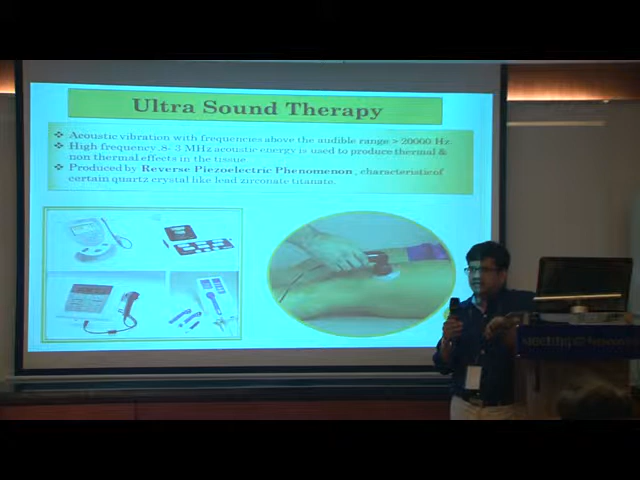 Ultra Sound Therapy
❖ Acoustic vibration with frequencies above the audible range > 20000 Hz.
❖ High frequency .8- 3 MHz acoustic energy is used to produce thermal &
non thermal effects in the tissue
❖ Produced by Reverse Piezoelectric Phenomenon , characteristic of
certain quartz crystal like lead zirconate titanate.